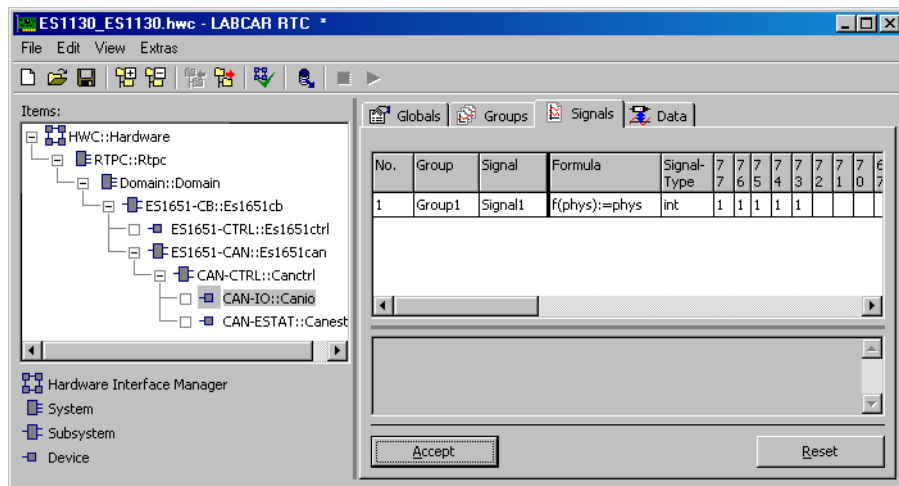 ES1130_ES1130.hwc - LABCAR RTC *
File Edit View Extras
Items:
HWC::Hardware
RTPC::Rtpc
Domain::Domain
ES1651-CB::Es1651cb
ES1651-CTRL::Es1651ctrl
ES1651-CAN::Es1651can
CAN-CTRL::Canctrl
CAN-IO::Canio
CAN-ESTAT::Canest
Hardware Interface Manager
System
Subsystem
Device
Globals Groups Signals Data
No. Group Signal Formula Signal- 7 7 7 7 7 7 7 7 6
Type 7 6 5 4 3 2 1 0 7
1 Group1 Signal1 f(phys):=phys int 1 1 1 1 1
Accept Reset